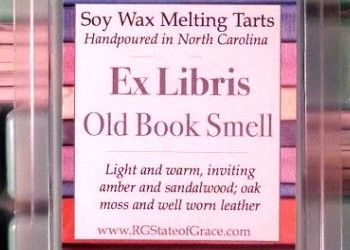 Soy Wax Melting Tarts
Handpoured in North Carolina
Ex Libris
Old Book Smell
Light and warm, inviting
amber and sandalwood; oak
moss and well worn leather
www.RGStateofGrace.com